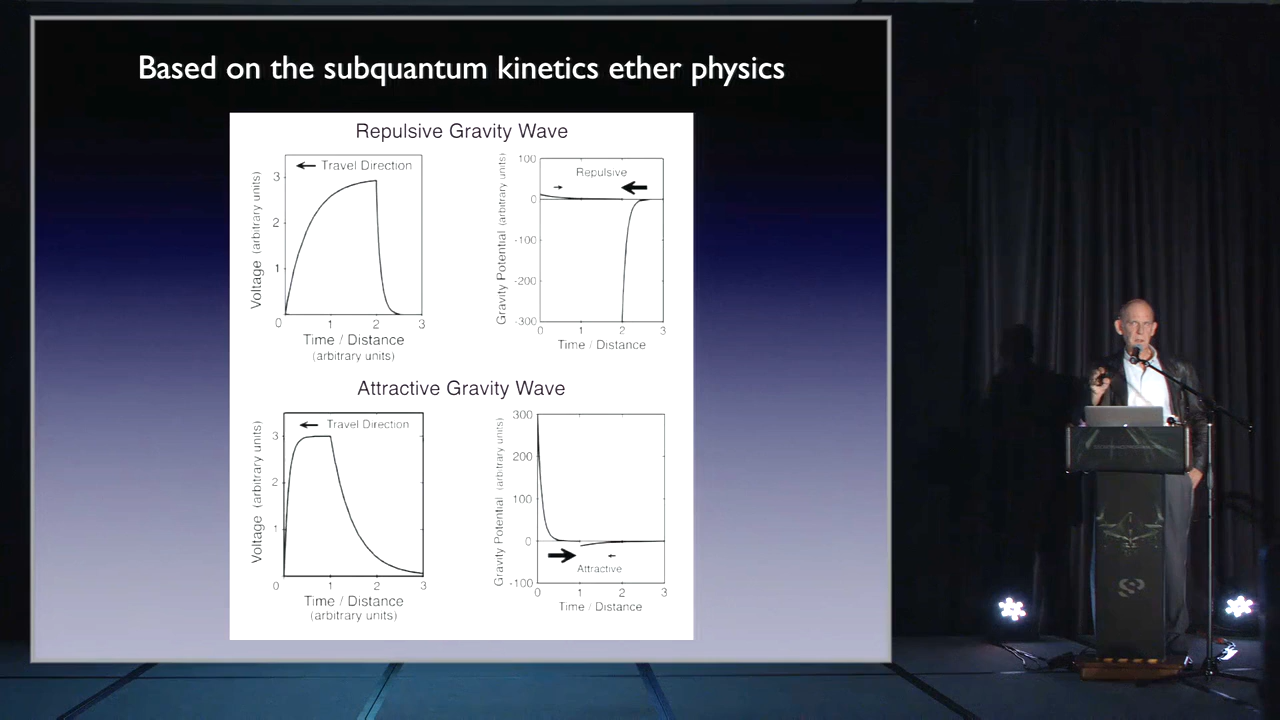 Based on the subquantum kinetics ether physics
Repulsive Gravity Wave
Voltage (arbitrary units)
3
2
1
0
Travel Direction
1
2
3
Time / Distance
(arbitrary units)
Gravity Potential (arbitrary units)
100
0
-100
-200
-300
Repulsive
0
1
2
3
Time / Distance
Attractive Gravity Wave
Voltage (arbitrary units)
3
2
1
0
Travel Direction
1
2
3
Time / Distance
(arbitrary units)
Gravity Potential (arbitrary units)
300
200
100
0
-100
Attractive
0
1
2
3
Time / Distance